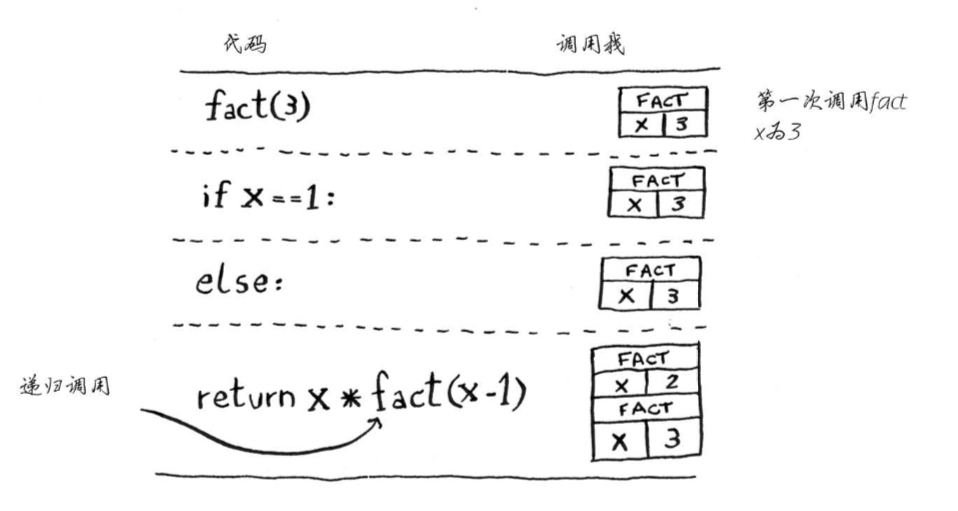 代码 调用栈
fact(3)
FACT
X 3
第一次调用fact
x为3
if x==1:
FACT
X 3
else:
FACT
X 3
递归调用
return x * fact(x-1)
FACT
X 2
FACT
X 3